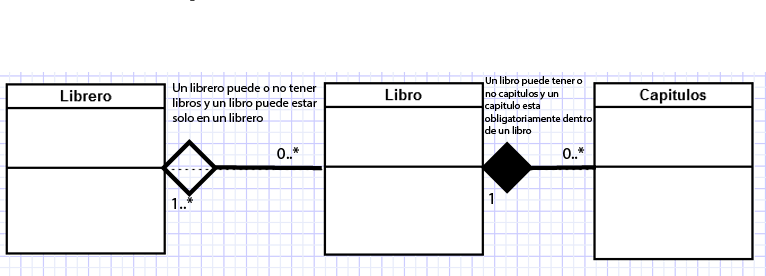 Librero
Un librero puede o no tener
libros y un libro puede estar
solo en un librero
0..*
1..*
Libro
Un libro puede tener o
no capitulos y un
capitulo esta
obligatoriamente dentro
de un libro
0..*
1
Capitulos